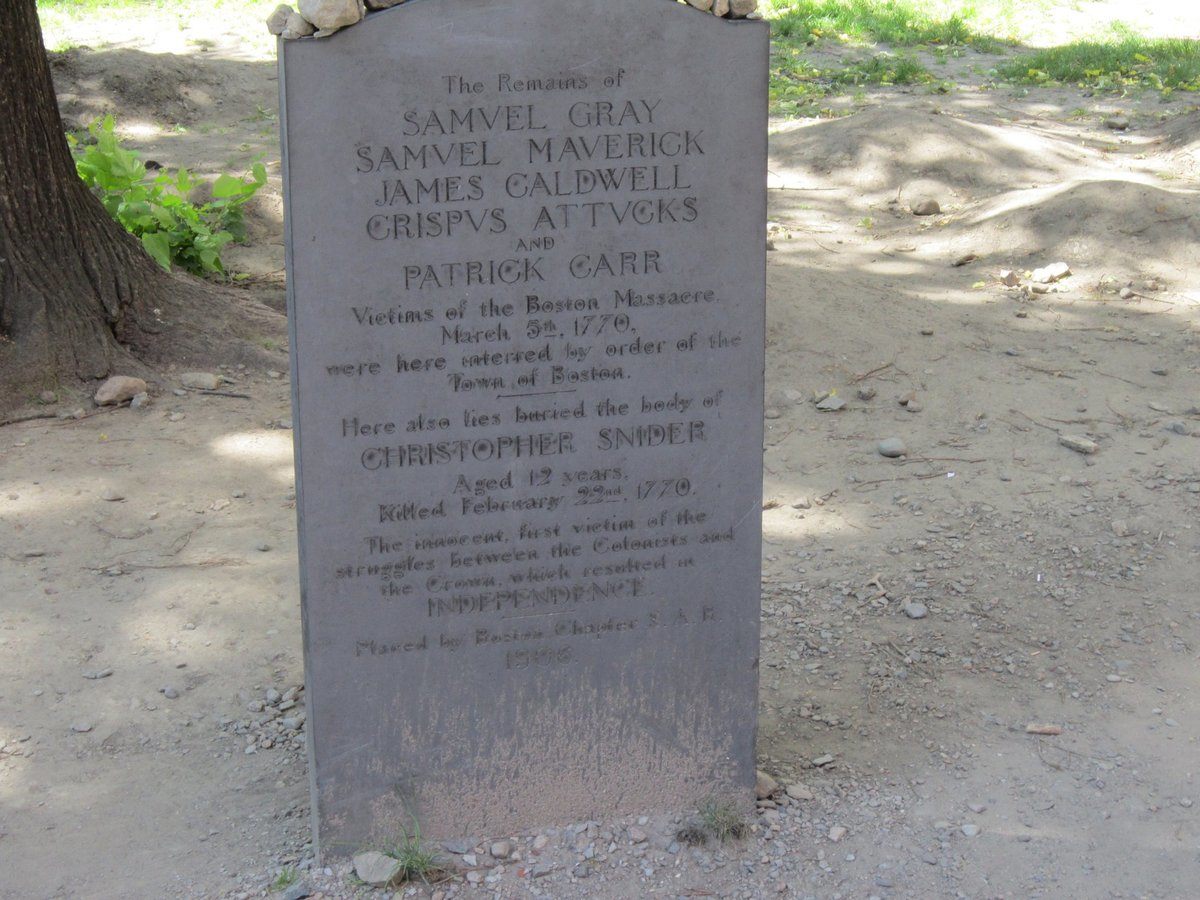 The Remains of
SAMVEL GRAY
SAMVEL MAVERICK
JAMES CALDWELL
CRISPVS ATTVCKS
AND
PATRICK CARR
Victims of the Boston Massacre,
March 5th, 1770,
were here interred by order of the
Town of Boston.
Here also lies buried the body of
CHRISTOPHER SNIDER
Aged 12 years,
Killed February 22nd, 1770.
The innocent, first victim of the
struggles between the Colonists and
the Crown, which resulted in
INDEPENDENCE.
Placed by Boston Chapter S.A.R.
1906.